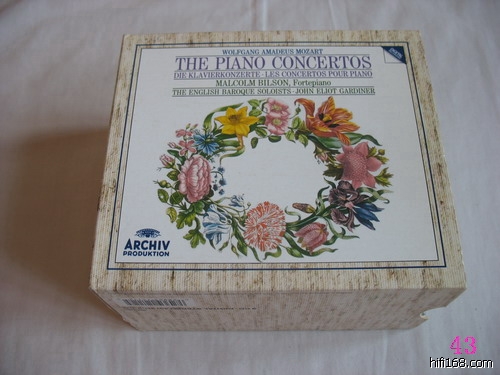 WOLFGANG AMADEUS MOZART
THE PIANO CONCERTOS
DIE KLAVIERKONZERTE · LES CONCERTOS POUR PIANO
MALCOLM BILSON, Fortepiano
THE ENGLISH BAROQUE SOLOISTS · JOHN ELIOT GARDINER
ARCHIV
PRODUKTION
43
hifi168.com